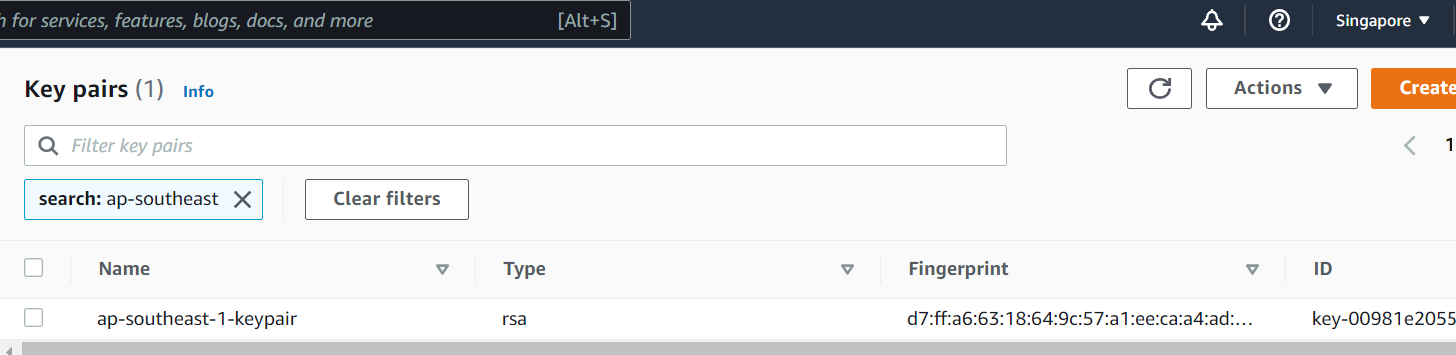 h for services, features, blogs, docs, and more [Alt+S] Singapore
Key pairs (1) Info Actions Create
Filter key pairs 1
search: ap-southeast Clear filters
Name Type Fingerprint ID
ap-southeast-1-keypair rsa d7:ff:a6:63:18:64:9c:57:a1:ee:ca:a4:ad:... key-00981e2055